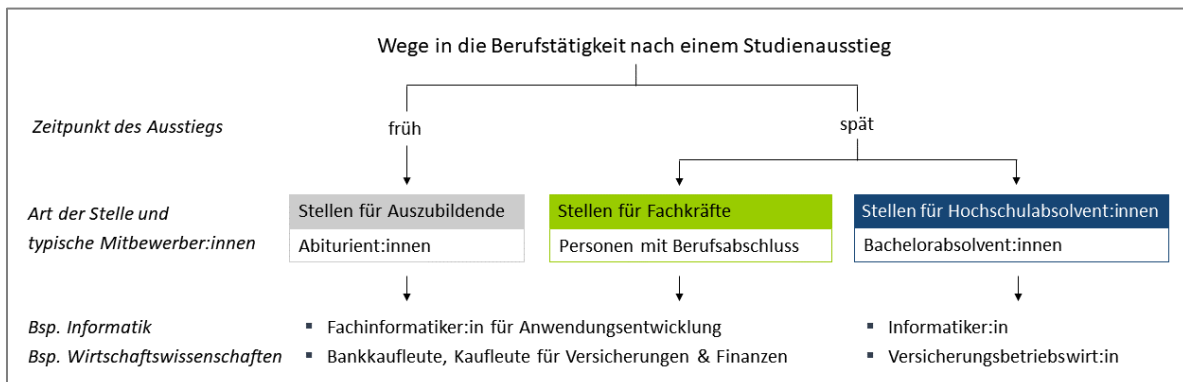 Wege in die Berufstätigkeit nach einem Studienausstieg
Zeitpunkt des Ausstiegs
früh
spät
Art der Stelle und
typische Mitbewerber:innen
Stellen für Auszubildende
Abiturient:innen
Stellen für Fachkräfte
Personen mit Berufsabschluss
Stellen für Hochschulabsolvent:innen
Bachelorabsolvent:innen
Bsp. Informatik
▪ Fachinformatiker:in für Anwendungsentwicklung
▪ Informatiker:in
Bsp. Wirtschaftswissenschaften
▪ Bankkaufleute, Kaufleute für Versicherungen & Finanzen
▪ Versicherungsbetriebswirt:in